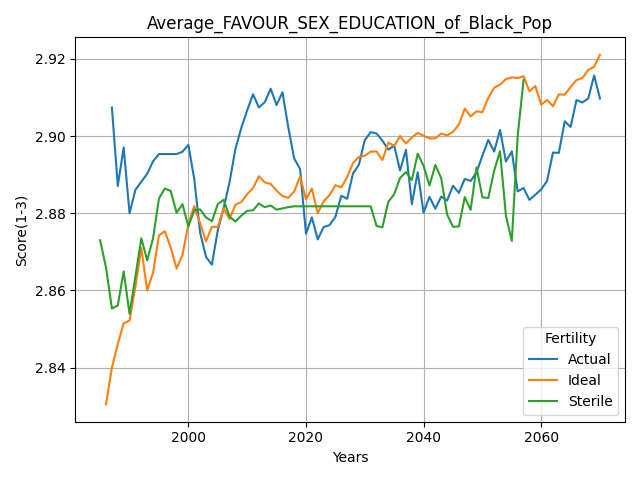 Average_FAVOUR_SEX_EDUCATION_of_Black_Pop
Score(1-3)
2.92
2.90
2.88
2.86
2.84
2000
2020
2040
2060
Years
Fertility
Actual
Ideal
Sterile